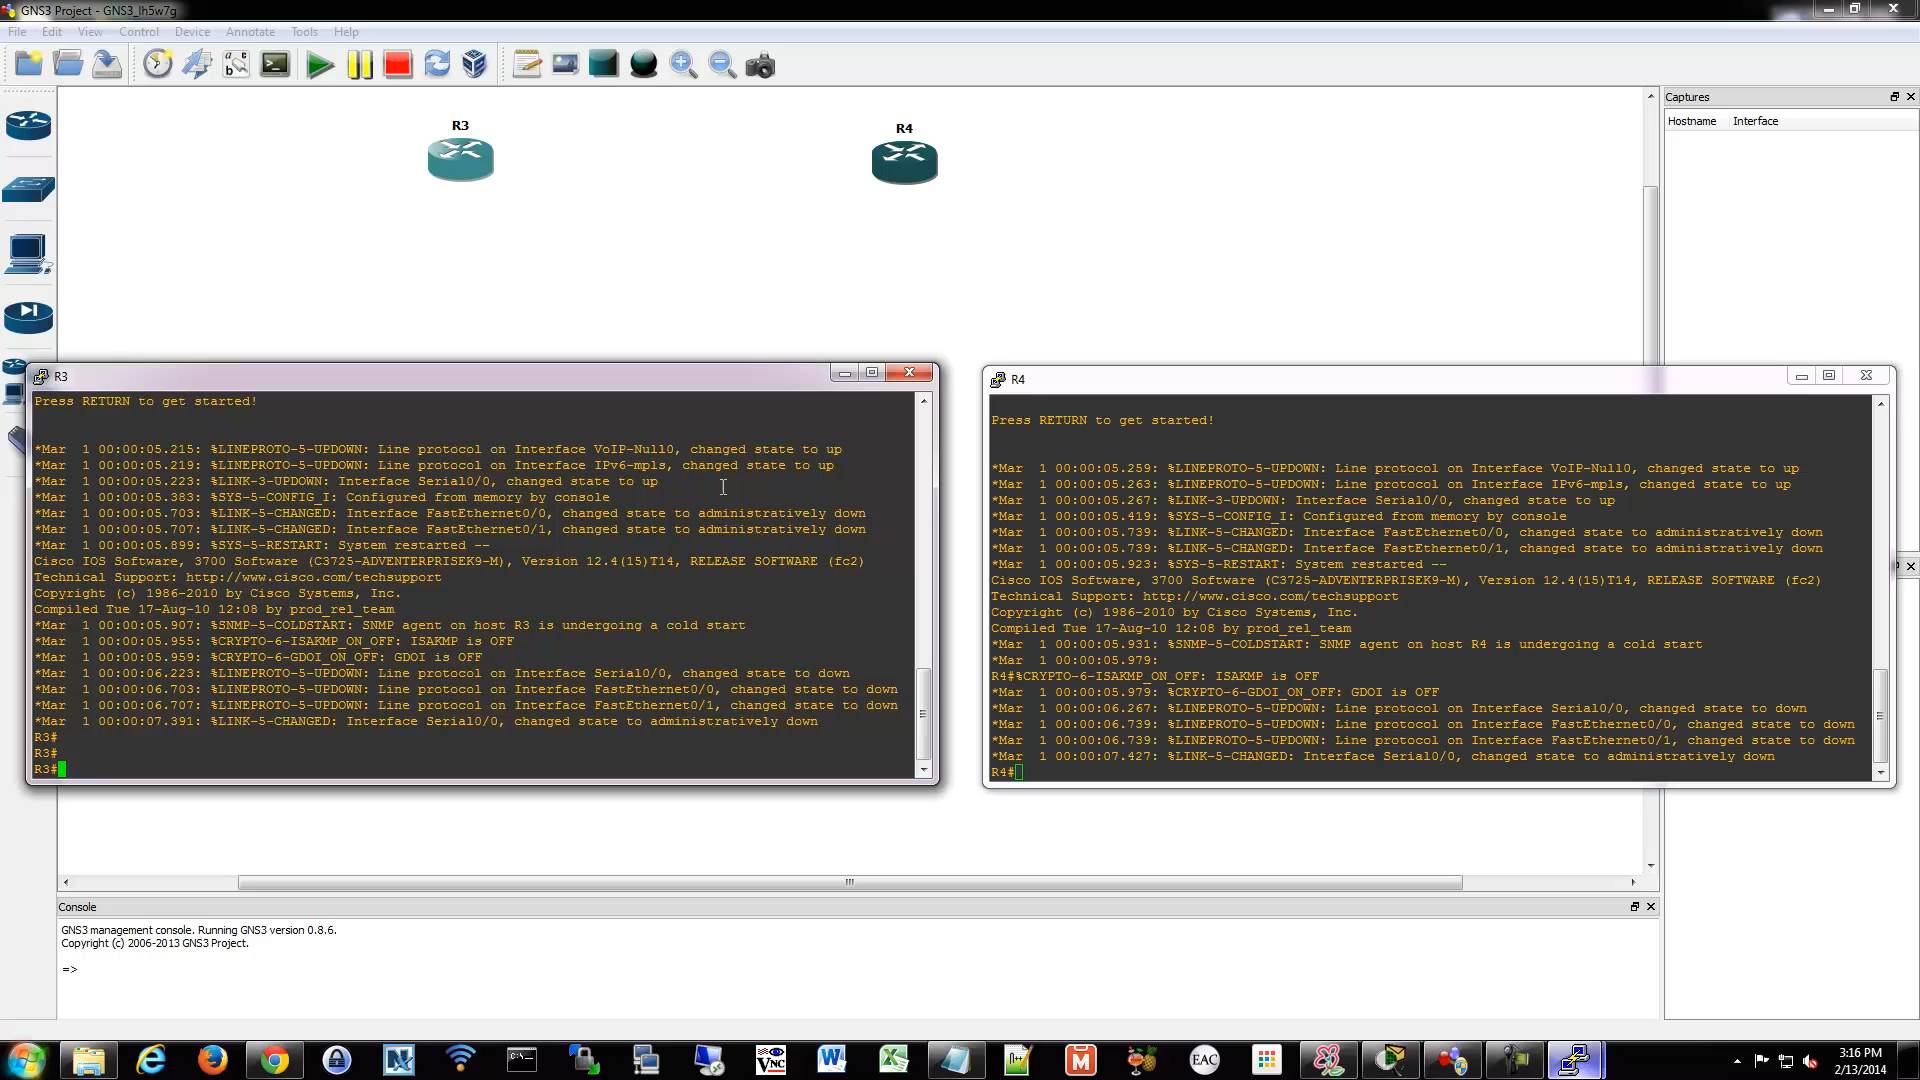 GNS3 Project - GNS3_lh5w7g
File Edit View Control Device Annotate Tools Help
Captures
Hostname Interface
R3
R4
R3
Press RETURN to get started!
*Mar  1 00:00:05.215: %LINEPROTO-5-UPDOWN: Line protocol on Interface VoIP-Null0, changed state to up
*Mar  1 00:00:05.219: %LINEPROTO-5-UPDOWN: Line protocol on Interface IPv6-mpls, changed state to up
*Mar  1 00:00:05.223: %LINK-3-UPDOWN: Interface Serial0/0, changed state to up
*Mar  1 00:00:05.383: %SYS-5-CONFIG_I: Configured from memory by console
*Mar  1 00:00:05.703: %LINK-5-CHANGED: Interface FastEthernet0/0, changed state to administratively down
*Mar  1 00:00:05.707: %LINK-5-CHANGED: Interface FastEthernet0/1, changed state to administratively down
*Mar  1 00:00:05.899: %SYS-5-RESTART: System restarted --
Cisco IOS Software, 3700 Software (C3725-ADVENTERPRISEK9-M), Version 12.4(15)T14, RELEASE SOFTWARE (fc2)
Technical Support: http://www.cisco.com/techsupport
Copyright (c) 1986-2010 by Cisco Systems, Inc.
Compiled Tue 17-Aug-10 12:08 by prod_rel_team
*Mar  1 00:00:05.907: %SNMP-5-COLDSTART: SNMP agent on host R3 is undergoing a cold start
*Mar  1 00:00:05.955: %CRYPTO-6-ISAKMP_ON_OFF: ISAKMP is OFF
*Mar  1 00:00:05.959: %CRYPTO-6-GDOI_ON_OFF: GDOI is OFF
*Mar  1 00:00:06.223: %LINEPROTO-5-UPDOWN: Line protocol on Interface Serial0/0, changed state to down
*Mar  1 00:00:06.703: %LINEPROTO-5-UPDOWN: Line protocol on Interface FastEthernet0/0, changed state to down
*Mar  1 00:00:06.707: %LINEPROTO-5-UPDOWN: Line protocol on Interface FastEthernet0/1, changed state to down
*Mar  1 00:00:07.391: %LINK-5-CHANGED: Interface Serial0/0, changed state to administratively down
R3#
R3#
R3#
R4
Press RETURN to get started!
*Mar  1 00:00:05.259: %LINEPROTO-5-UPDOWN: Line protocol on Interface VoIP-Null0, changed state to up
*Mar  1 00:00:05.263: %LINEPROTO-5-UPDOWN: Line protocol on Interface IPv6-mpls, changed state to up
*Mar  1 00:00:05.267: %LINK-3-UPDOWN: Interface Serial0/0, changed state to up
*Mar  1 00:00:05.419: %SYS-5-CONFIG_I: Configured from memory by console
*Mar  1 00:00:05.739: %LINK-5-CHANGED: Interface FastEthernet0/0, changed state to administratively down
*Mar  1 00:00:05.739: %LINK-5-CHANGED: Interface FastEthernet0/1, changed state to administratively down
*Mar  1 00:00:05.923: %SYS-5-RESTART: System restarted --
Cisco IOS Software, 3700 Software (C3725-ADVENTERPRISEK9-M), Version 12.4(15)T14, RELEASE SOFTWARE (fc2)
Technical Support: http://www.cisco.com/techsupport
Copyright (c) 1986-2010 by Cisco Systems, Inc.
Compiled Tue 17-Aug-10 12:08 by prod_rel_team
*Mar  1 00:00:05.931: %SNMP-5-COLDSTART: SNMP agent on host R4 is undergoing a cold start
*Mar  1 00:00:05.979:
R4#%CRYPTO-6-ISAKMP_ON_OFF: ISAKMP is OFF
*Mar  1 00:00:05.979: %CRYPTO-6-GDOI_ON_OFF: GDOI is OFF
*Mar  1 00:00:06.267: %LINEPROTO-5-UPDOWN: Line protocol on Interface Serial0/0, changed state to down
*Mar  1 00:00:06.739: %LINEPROTO-5-UPDOWN: Line protocol on Interface FastEthernet0/0, changed state to down
*Mar  1 00:00:06.739: %LINEPROTO-5-UPDOWN: Line protocol on Interface FastEthernet0/1, changed state to down
*Mar  1 00:00:07.427: %LINK-5-CHANGED: Interface Serial0/0, changed state to administratively down
R4#
Console
GNS3 management console. Running GNS3 version 0.8.6.
Copyright (c) 2006-2013 GNS3 Project.
=>
VNC
EAC
3:16 PM
2/13/2014